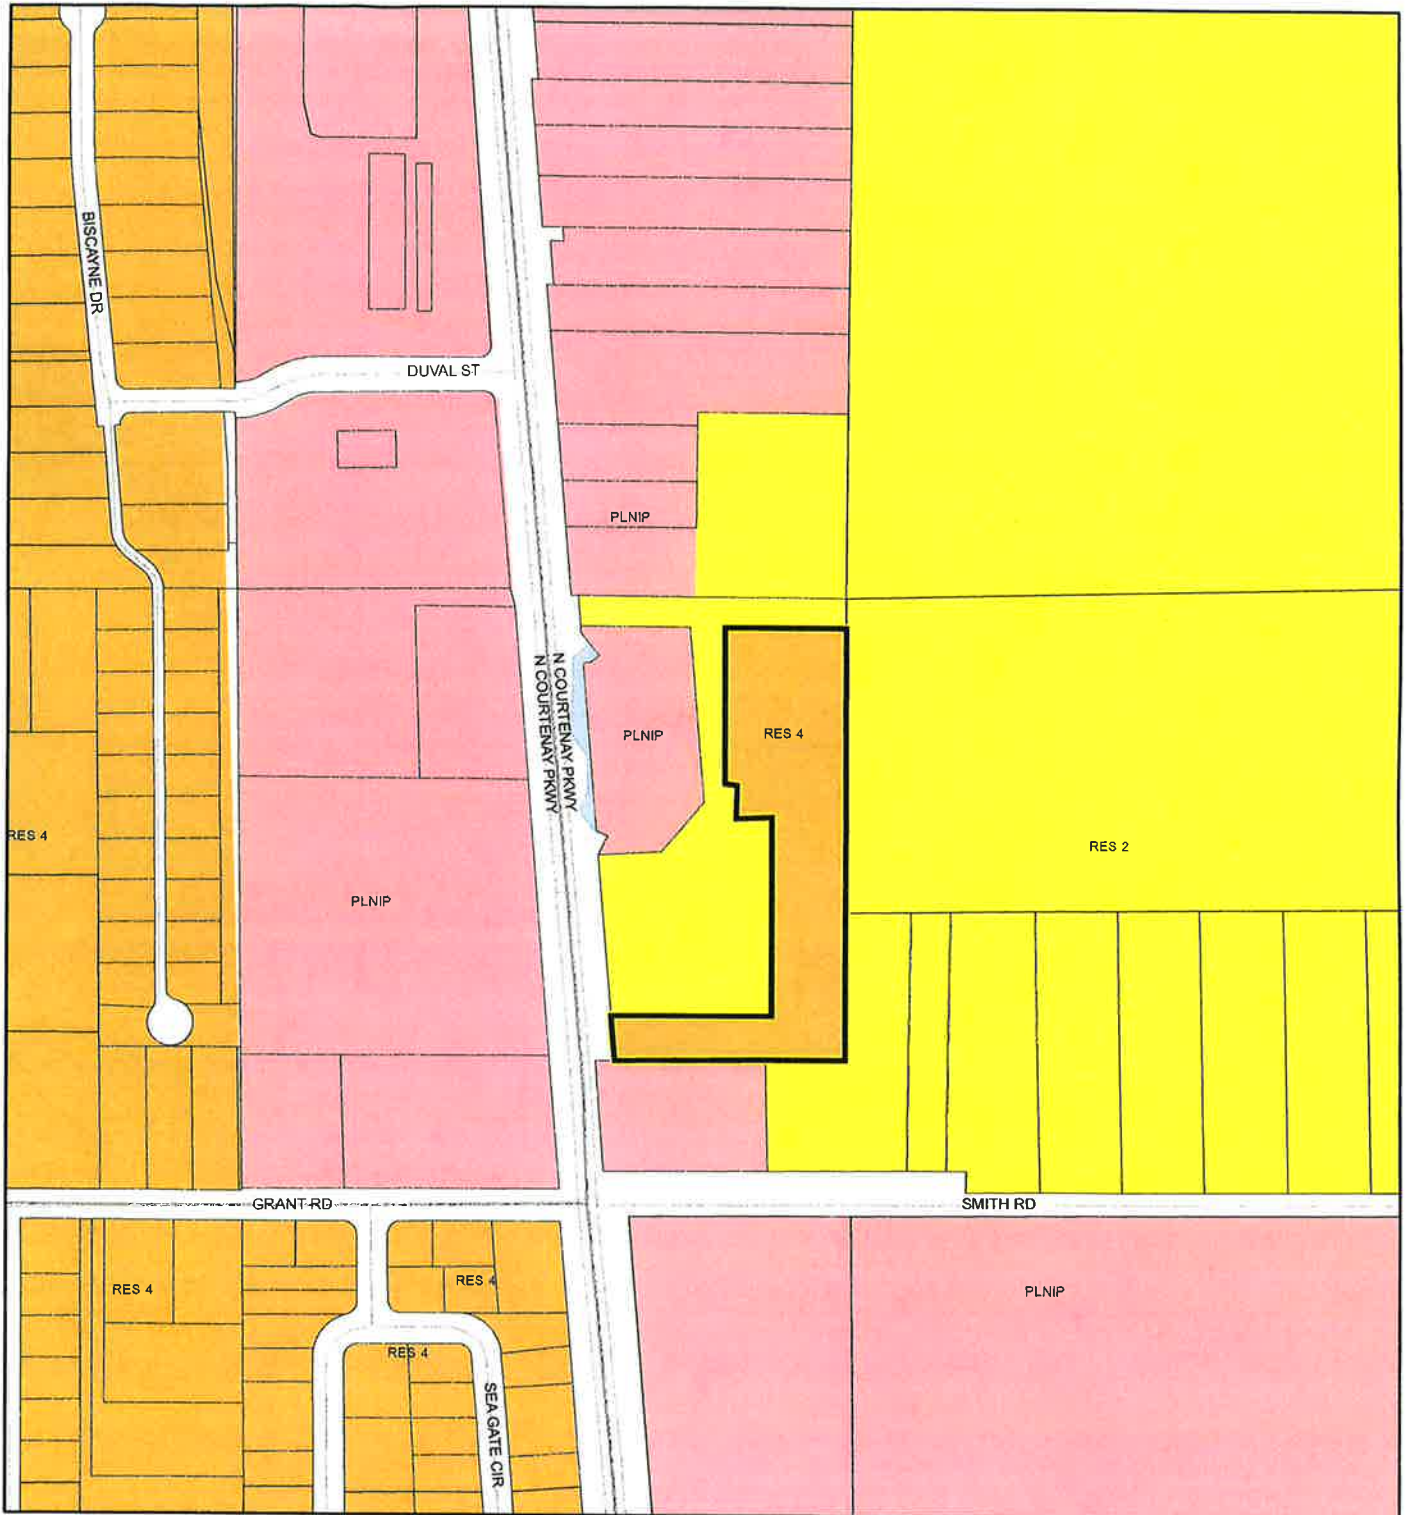 BISCAYNE DR
DUVAL ST
PLNIP
N COURTENAY PKWY
N COURTENAY PKWY
PLNIP
RES 4
RES 4
RES 2
PLNIP
GRANT RD
SMITH RD
RES 4
RES 4
PLNIP
RES 4
SEA GATE CIR